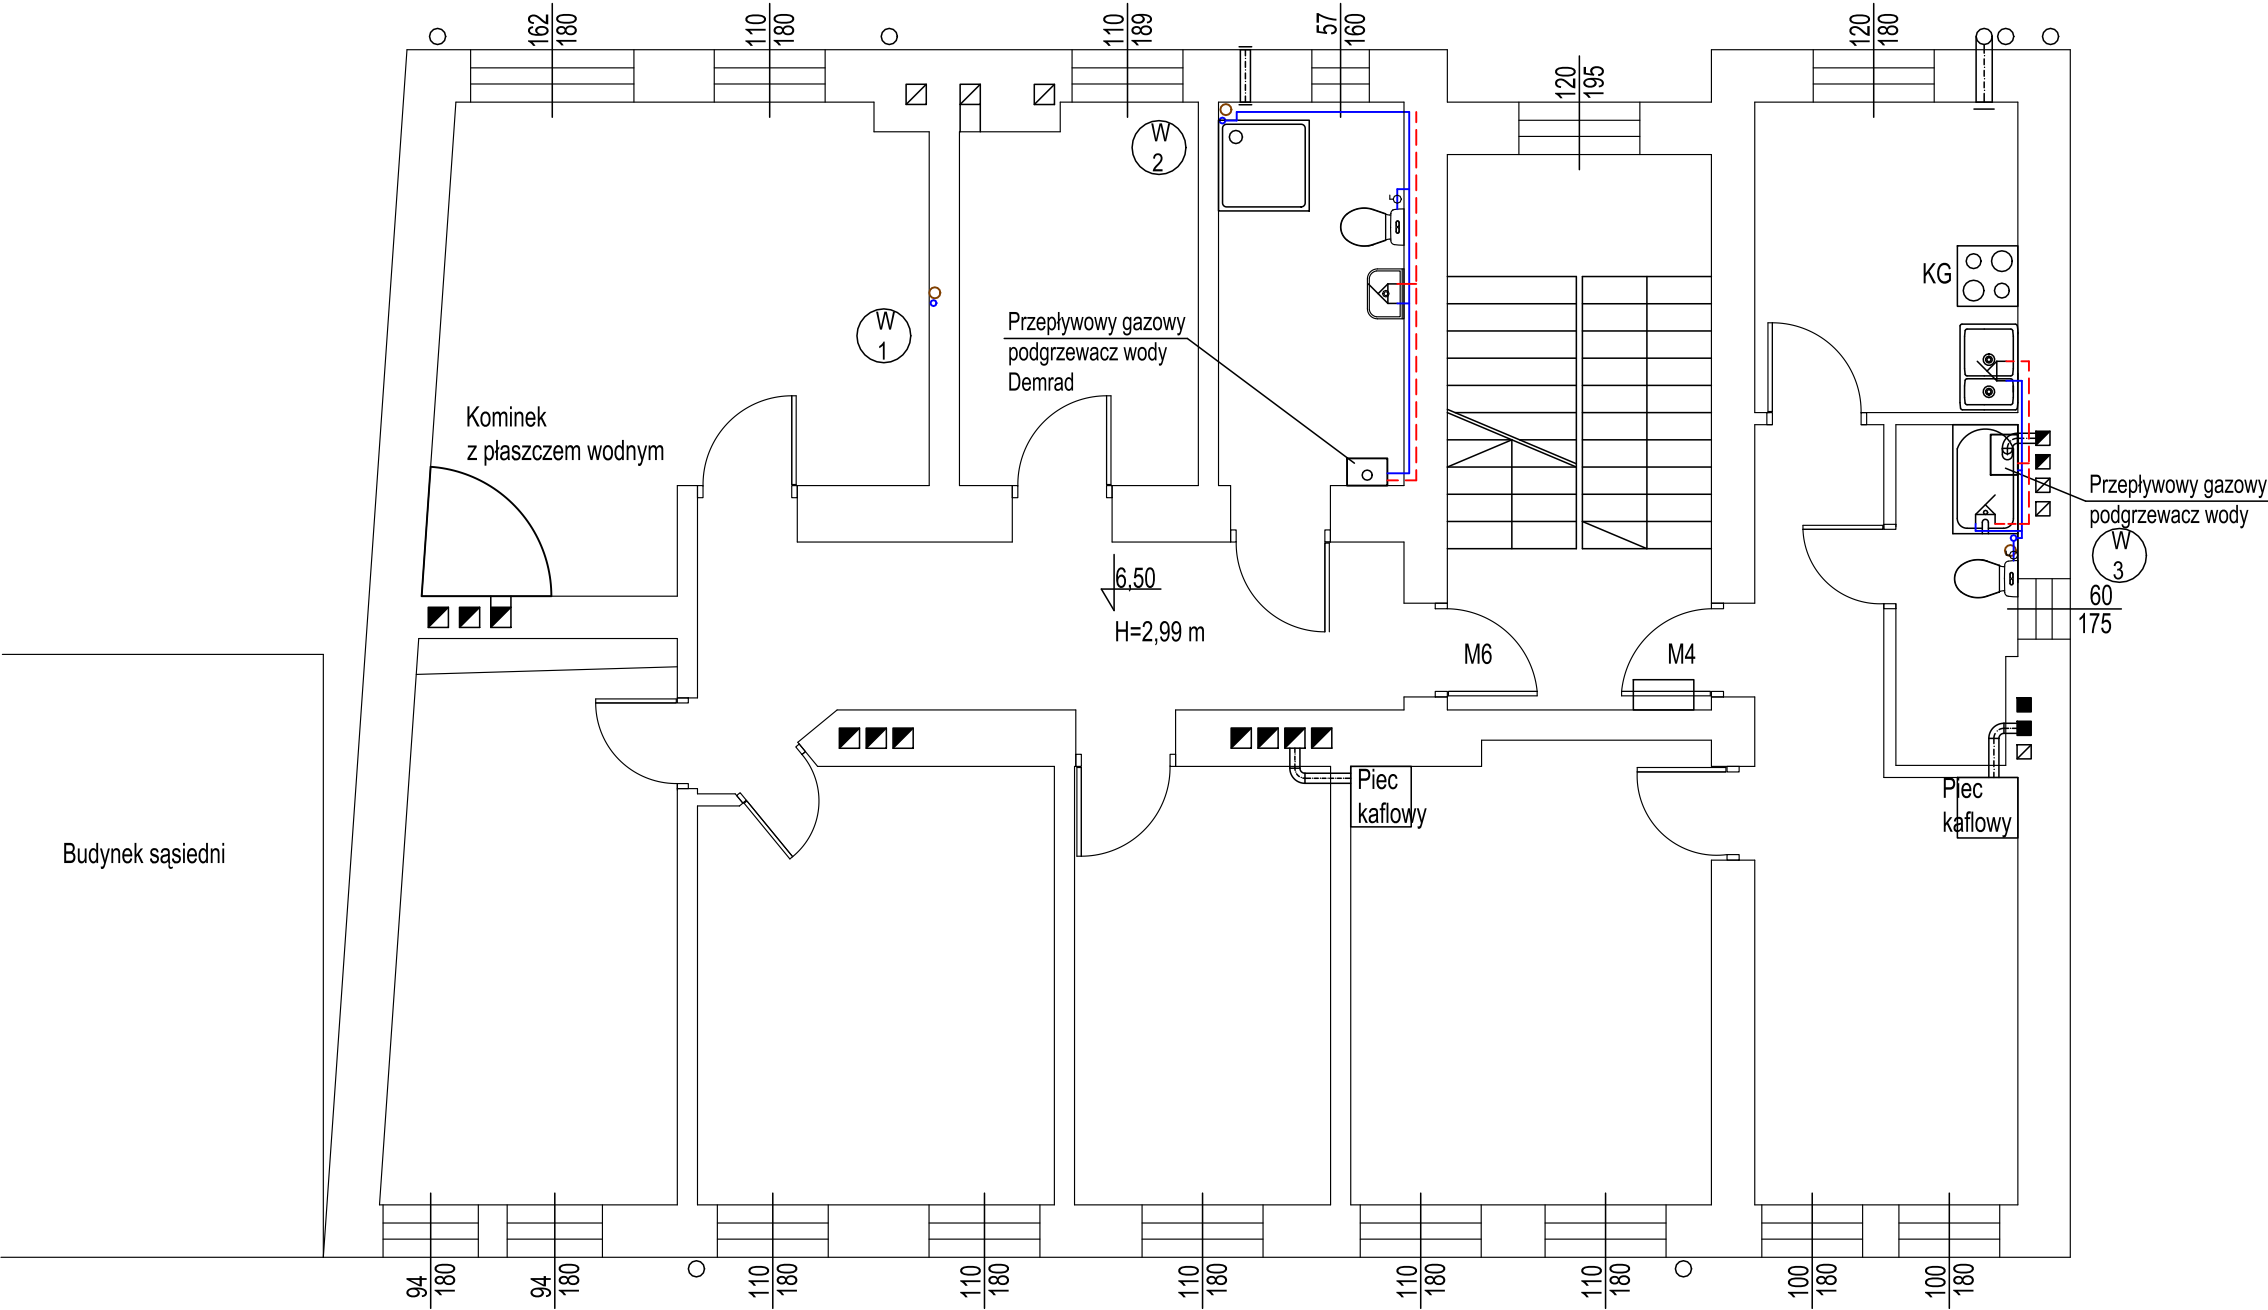 162
180
110
180
110
189
57
160
120
195
120
180
W
2
W
1
KG
Przepływowy gazowy
podgrzewacz wody
Demrad
Kominek
z płaszczem wodnym
Przepływowy gazowy
podgrzewacz wody
W
3
6,50
H=2,99 m
60
175
M6
M4
Piec
kaflowy
Piec
kaflowy
Budynek sąsiedni
94
180
94
180
110
180
110
180
110
180
110
180
110
180
100
180
100
180